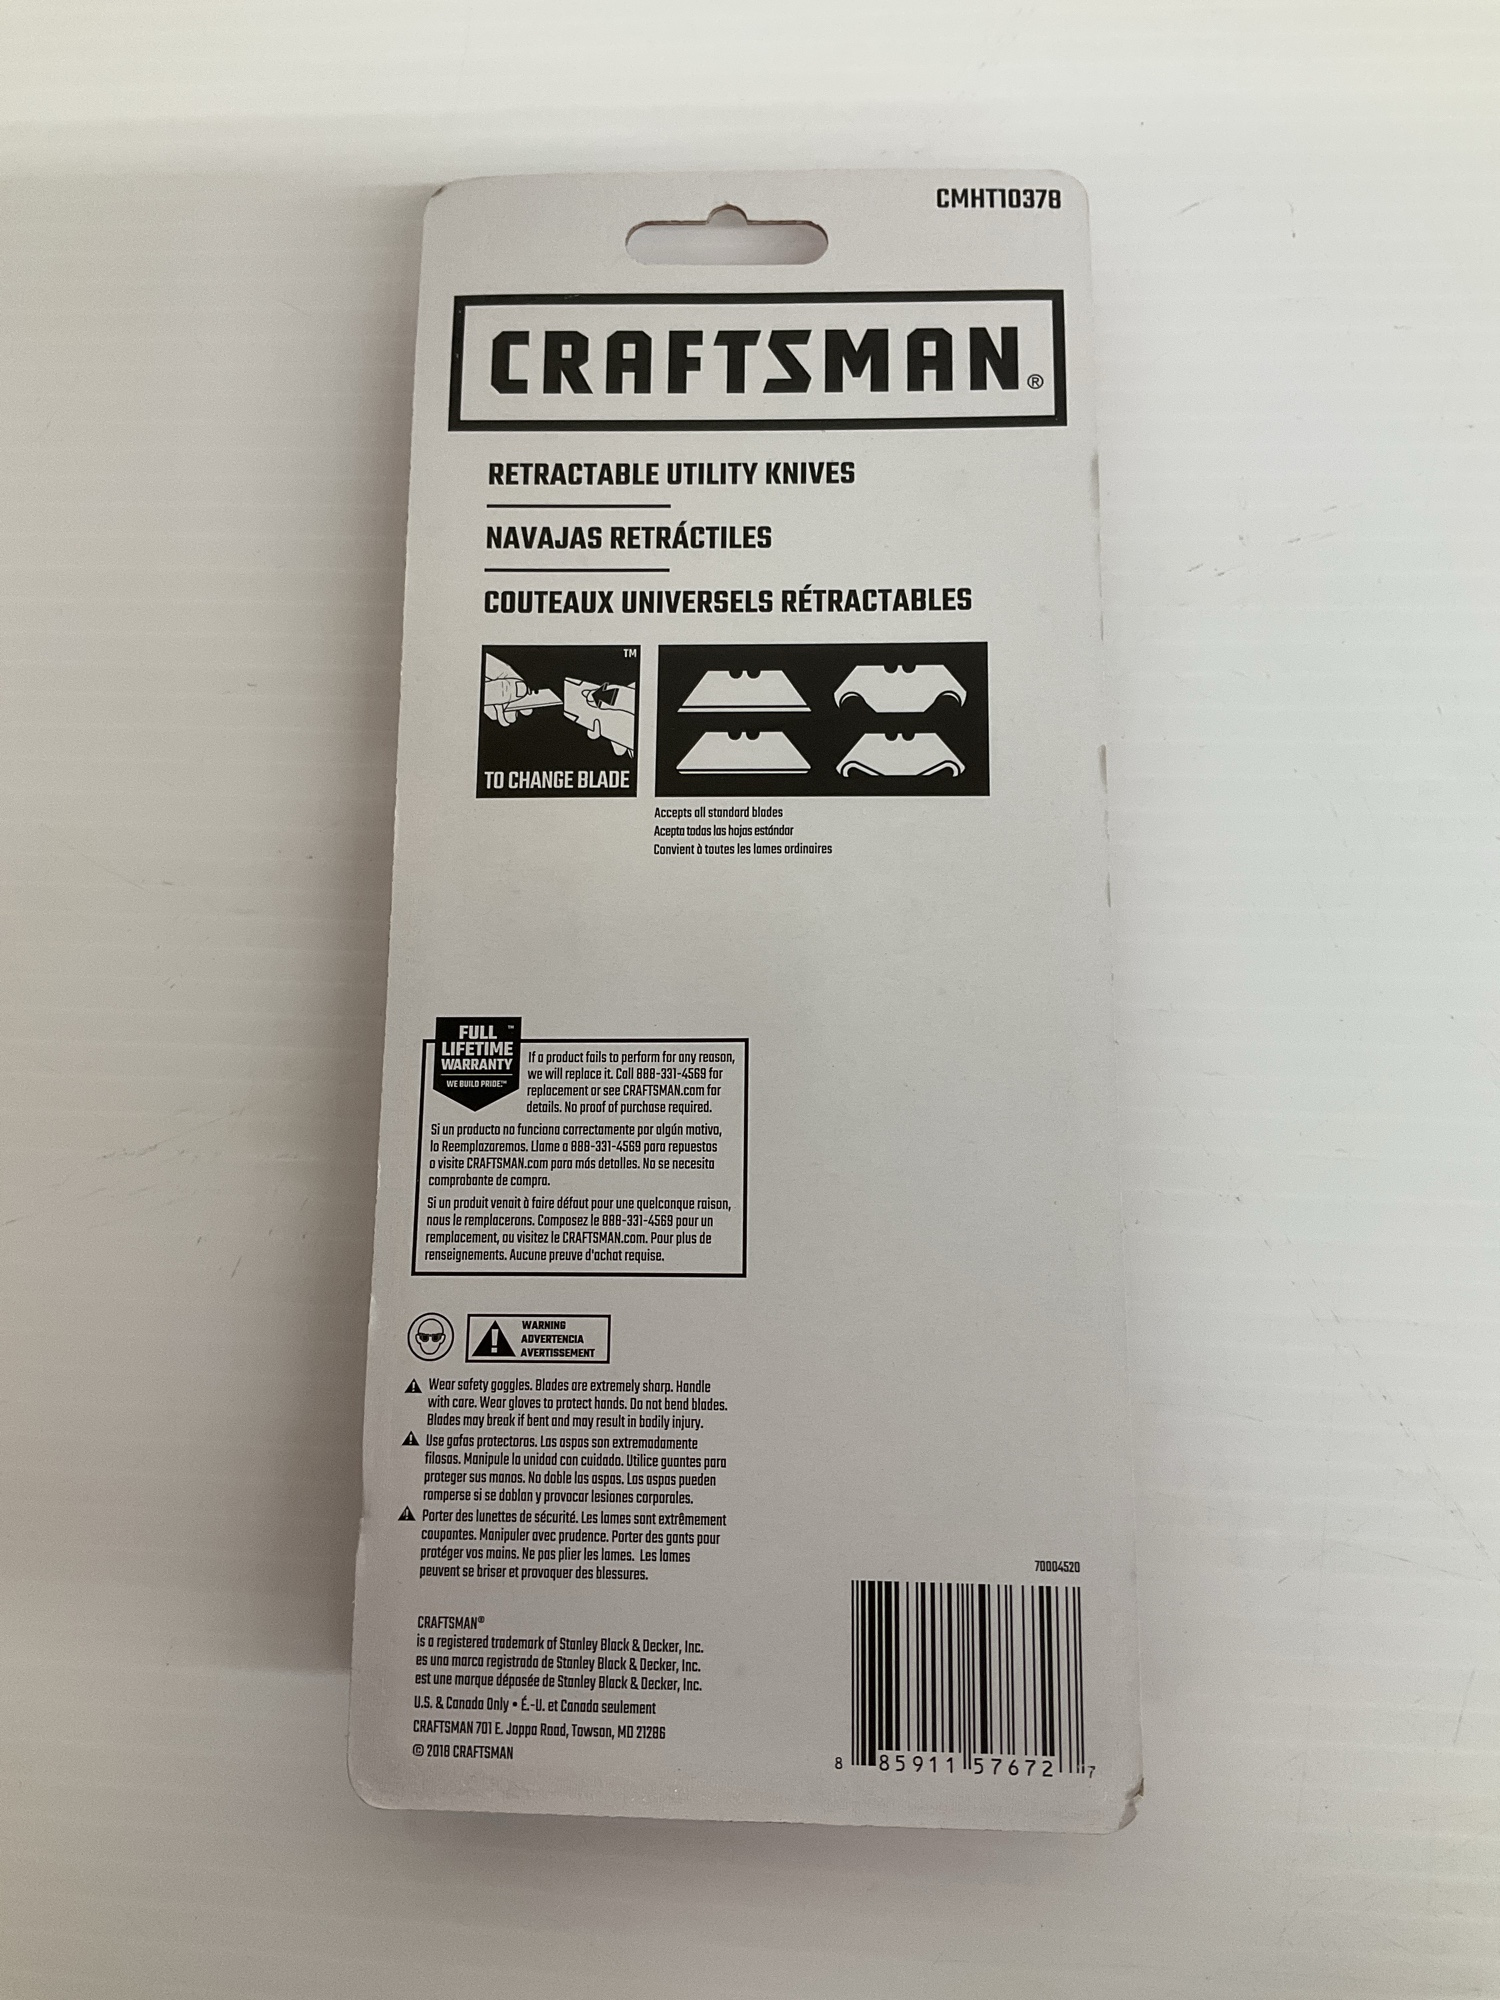 CMHT10378
CRAFTSMAN®
RETRACTABLE UTILITY KNIVES
NAVAJAS RETRÁCTILES
COUTEAUX UNIVERSELS RÉTRACTABLES
TM
TO CHANGE BLADE
Accepts all standard blades
Acepta todas las hojas estándar
Convient à toutes les lames ordinaires
FULL ™
LIFETIME
WARRANTY
WE BUILD PRIDE.™
If a product fails to perform for any reason,
we will replace it. Call 888-331-4569 for
replacement or see CRAFTSMAN.com for
details. No proof of purchase required.
Si un producto no funciona correctamente por algún motivo,
lo Reemplazaremos. Llame a 888-331-4569 para repuestos
o visite CRAFTSMAN.com para más detalles. No se necesita
comprobante de compra.
Si un produit venait à faire défaut pour une quelconque raison,
nous le remplacerons. Composez le 888-331-4569 pour un
remplacement, ou visitez le CRAFTSMAN.com. Pour plus de
renseignements. Aucune preuve d'achat requise.
WARNING
ADVERTENCIA
AVERTISSEMENT
Wear safety goggles. Blades are extremely sharp. Handle
with care. Wear gloves to protect hands. Do not bend blades.
Blades may break if bent and may result in bodily injury.
Use gafas protectoras. Las aspas son extremadamente
filosas. Manipule la unidad con cuidado. Utilice guantes para
proteger sus manos. No doble las aspas. Las aspas pueden
romperse si se doblan y provocar lesiones corporales.
Porter des lunettes de sécurité. Les lames sont extrêmement
coupantes. Manipuler avec prudence. Porter des gants pour
protéger vos mains. Ne pas plier les lames. Les lames
peuvent se briser et provoquer des blessures.
CRAFTSMAN®
is a registered trademark of Stanley Black & Decker, Inc.
es una marca registrada de Stanley Black & Decker, Inc.
est une marque déposée de Stanley Black & Decker, Inc.
U.S. & Canada Only • É.-U. et Canada seulement
CRAFTSMAN 701 E. Joppa Road, Towson, MD 21286
© 2018 CRAFTSMAN
70004520
8 85911 57672 7